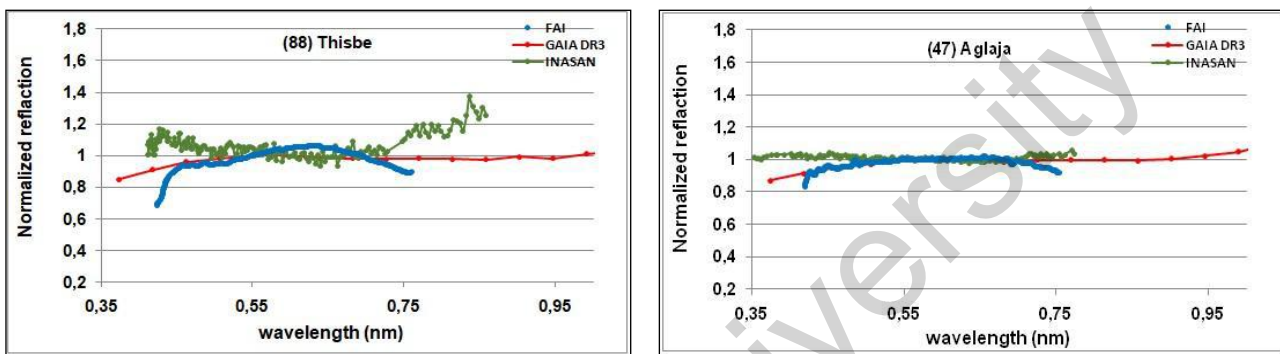 1,8
1,6
1,4
1,2
1
0,8
0,6
0,4
0,2
Normalized reflaction
(88) Thisbe
FAI
GAIA DR3
INASAN
0,35
0,55
0,75
0,95
wavelength (nm)
1,8
1,6
1,4
1,2
1
0,8
0,6
0,4
0,2
Normalized reflaction
(47) Aglaja
FAI
GAIA DR3
INASAN
0,35
0,55
0,75
0,95
wavelength (nm)
iversity